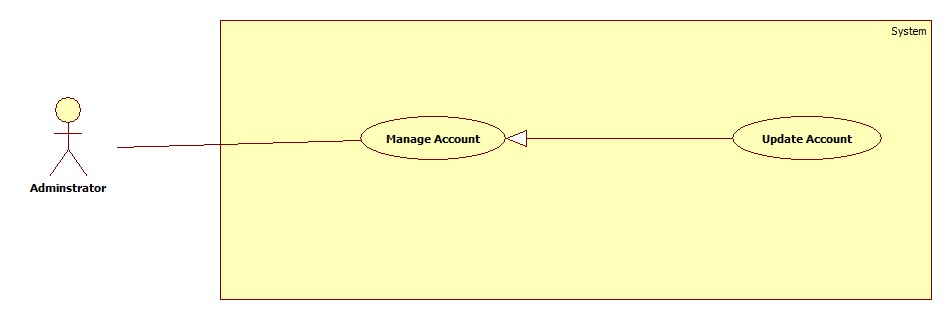 System
Manage Account
Update Account
Adminstrator